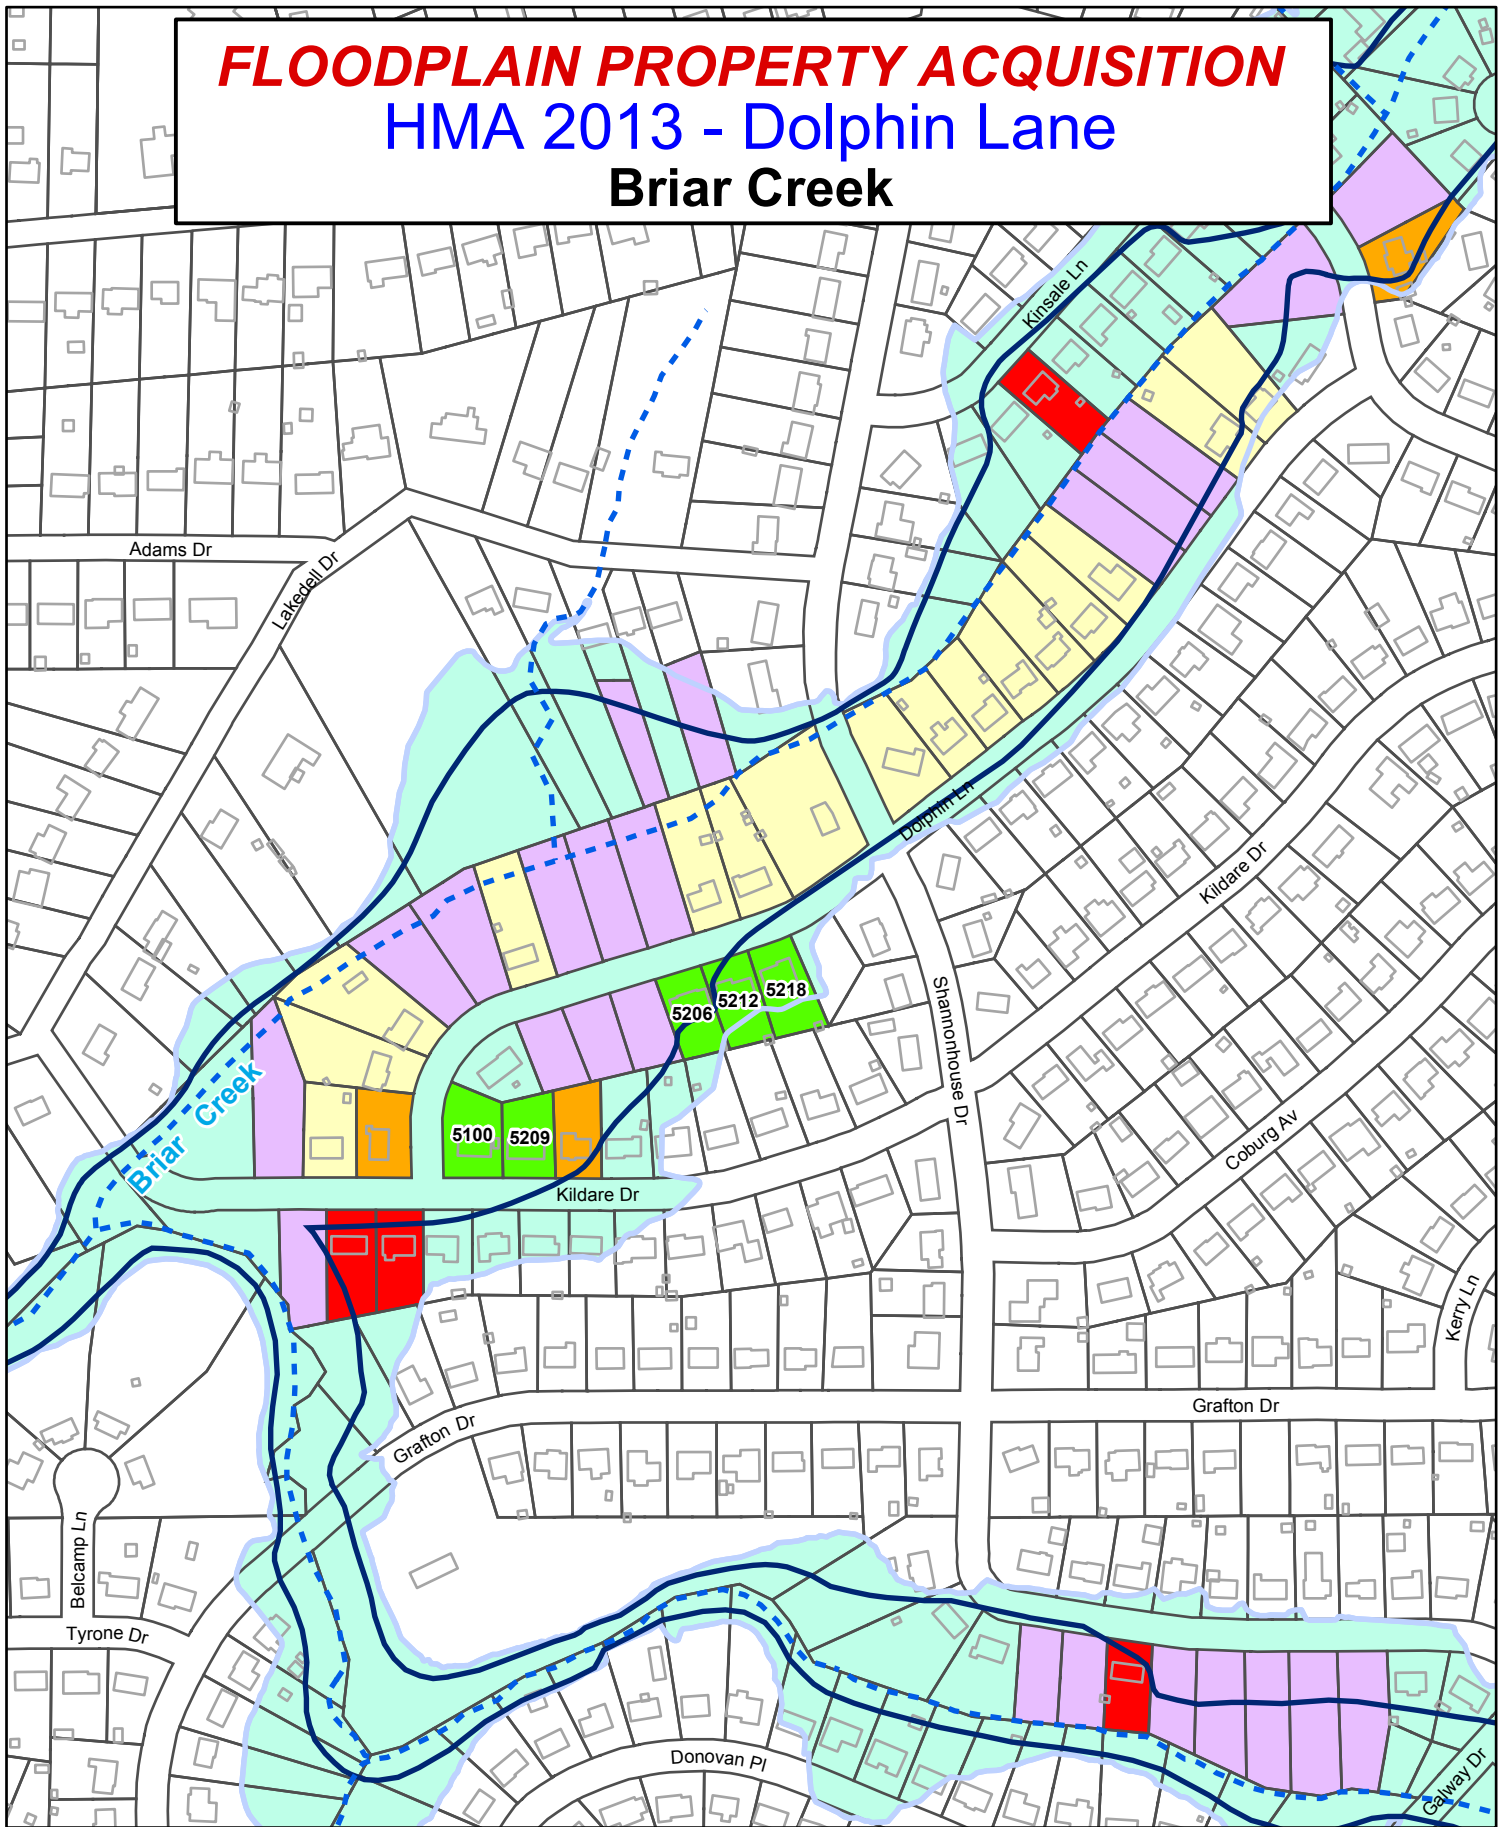 FLOODPLAIN PROPERTY ACQUISITION
HMA 2013 - Dolphin Lane
Briar Creek
Kinsale Ln
Adams Dr
Lakedell Dr
Dolphin Ln
Kildare Dr
Shannonhouse Dr
5206
5212
5218
Briar Creek
5100
5209
Coburg Av
Kildare Dr
Kerry Ln
Grafton Dr
Grafton Dr
Belcamp Ln
Tyrone Dr
Donovan Pl
Galway Dr